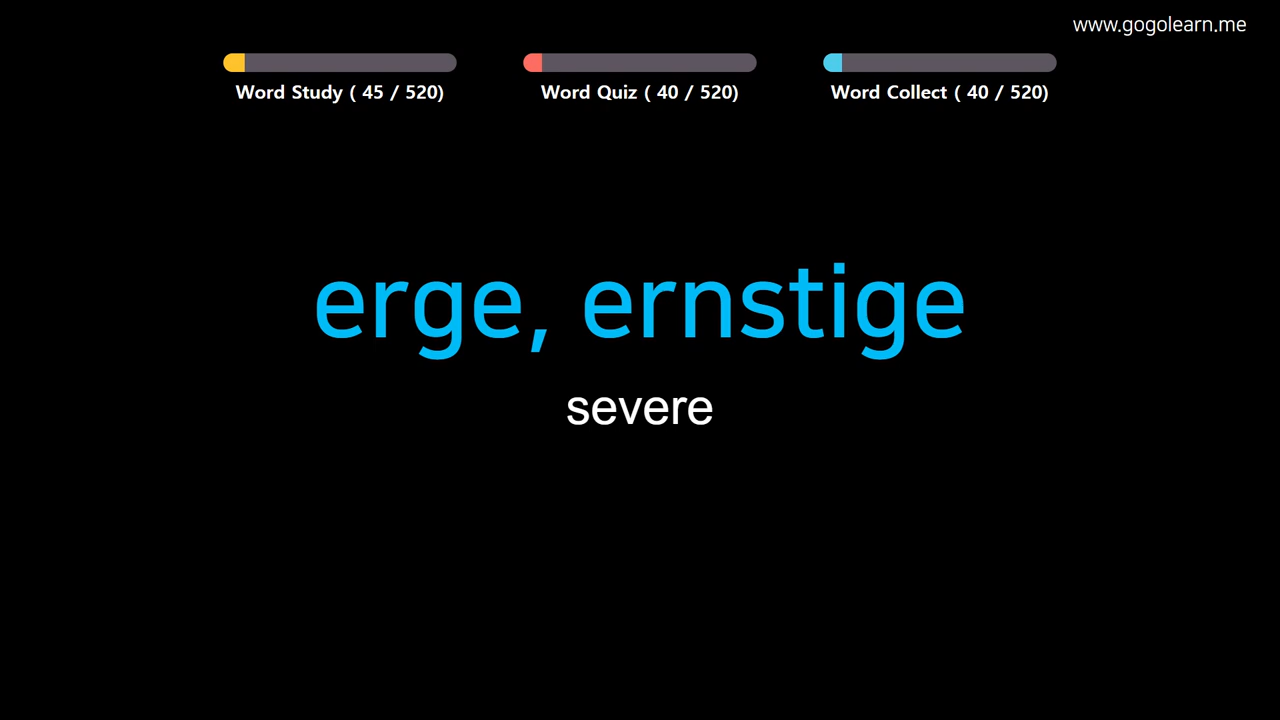 www.gogolearn.me
Word Study ( 45 / 520)
Word Quiz ( 40 / 520)
Word Collect ( 40 / 520)
erge, ernstige
severe